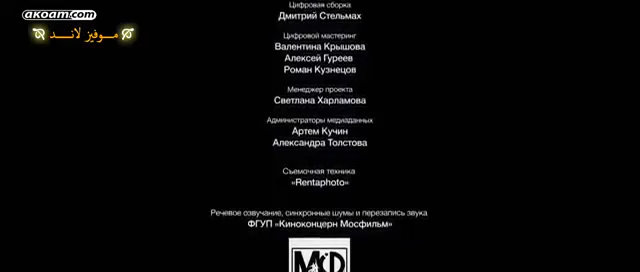 akoam.com
موفيز لانـــد
Цифровая сборка
Дмитрий Стельмах
Цифровой мастеринг
Валентина Крышова
Алексей Гуреев
Роман Кузнецов
Менеджер проекта
Светлана Харламова
Администраторы медиаданных
Артем Кучин
Александра Толстова
Съемочная техника
«Rentaphoto»
Речевое озвучание, синхронные шумы и перезапись звука
ФГУП «Киноконцерн Мосфильм»